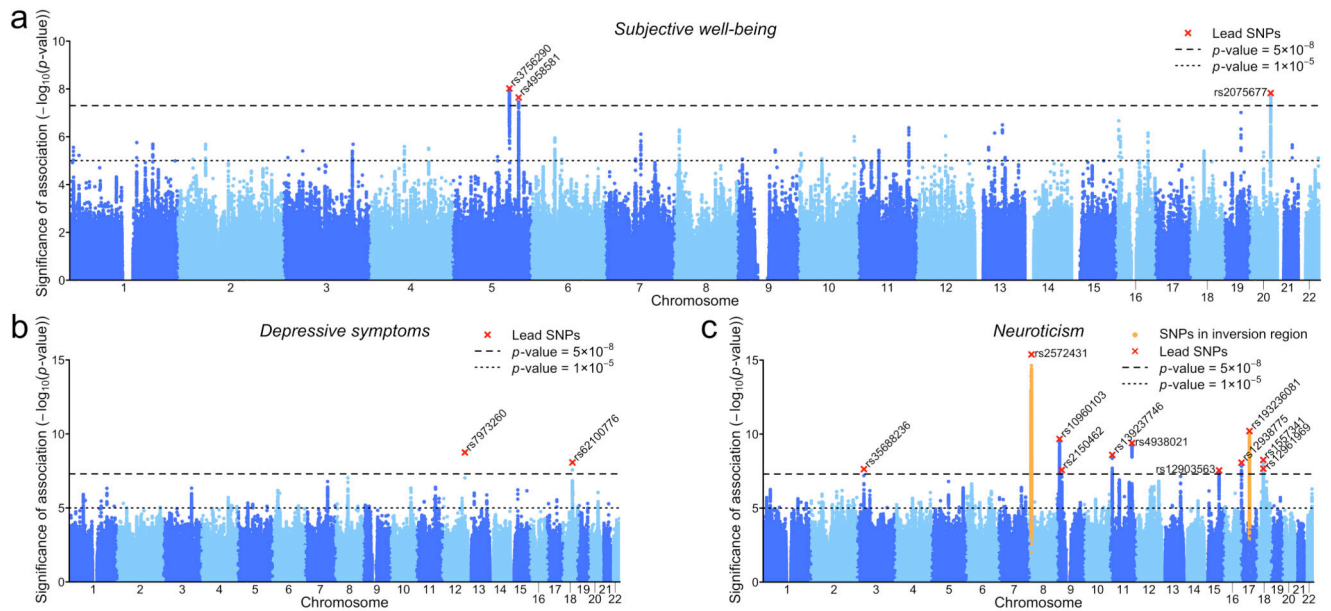 a
Subjective well-being
Significance of association (−log10(p-value))
10
8
6
4
2
0
rs3756290
rs4958581
rs2075677
Lead SNPs
p-value = 5×10−8
p-value = 1×10−5
1 2 3 4 5 6 7 8 9 10 11 12 13 14 15 16 17 18 19 20 21 22
Chromosome
b
Depressive symptoms
Significance of association (−log10(p-value))
15
10
5
0
Lead SNPs
p-value = 5×10−8
p-value = 1×10−5
rs7973260
rs62100776
1 2 3 4 5 6 7 8 9 10 11 12 13 14 15 16 17 18 19 20 21 22
Chromosome
c
Neuroticism
Significance of association (−log10(p-value))
15
10
5
0
SNPs in inversion region
Lead SNPs
p-value = 5×10−8
p-value = 1×10−5
rs35688236
rs2572431
rs10960103
rs2150462
rs139237746
rs4938021
rs12903563
rs12938775
rs193236081
rs1557341
rs12961969
1 2 3 4 5 6 7 8 9 10 11 12 13 14 15 16 17 18 19 20 21 22
Chromosome